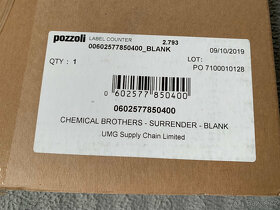 pozzoli LABEL COUNTER 2.793
00602577850400_BLANK 09/10/2019
QTY : 1 LOT:
PO 7100010128
0 602577 850400
0602577850400
CHEMICAL BROTHERS - SURRENDER - BLANK
UMG Supply Chain Limited